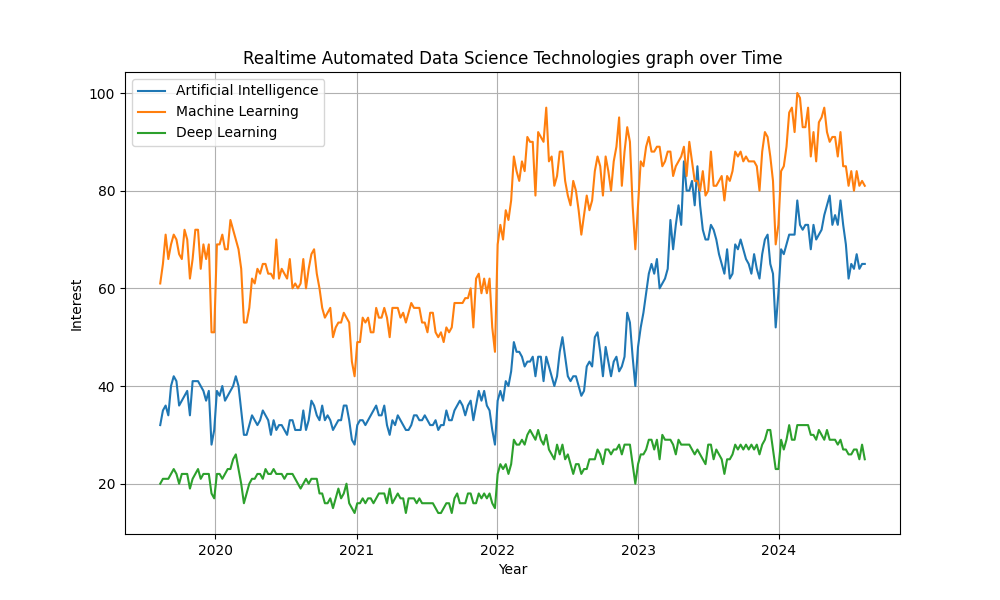 Realtime Automated Data Science Technologies graph over Time
Artificial Intelligence
Machine Learning
Deep Learning
100
80
60
40
20
Interest
2020 2021 2022 2023 2024
Year